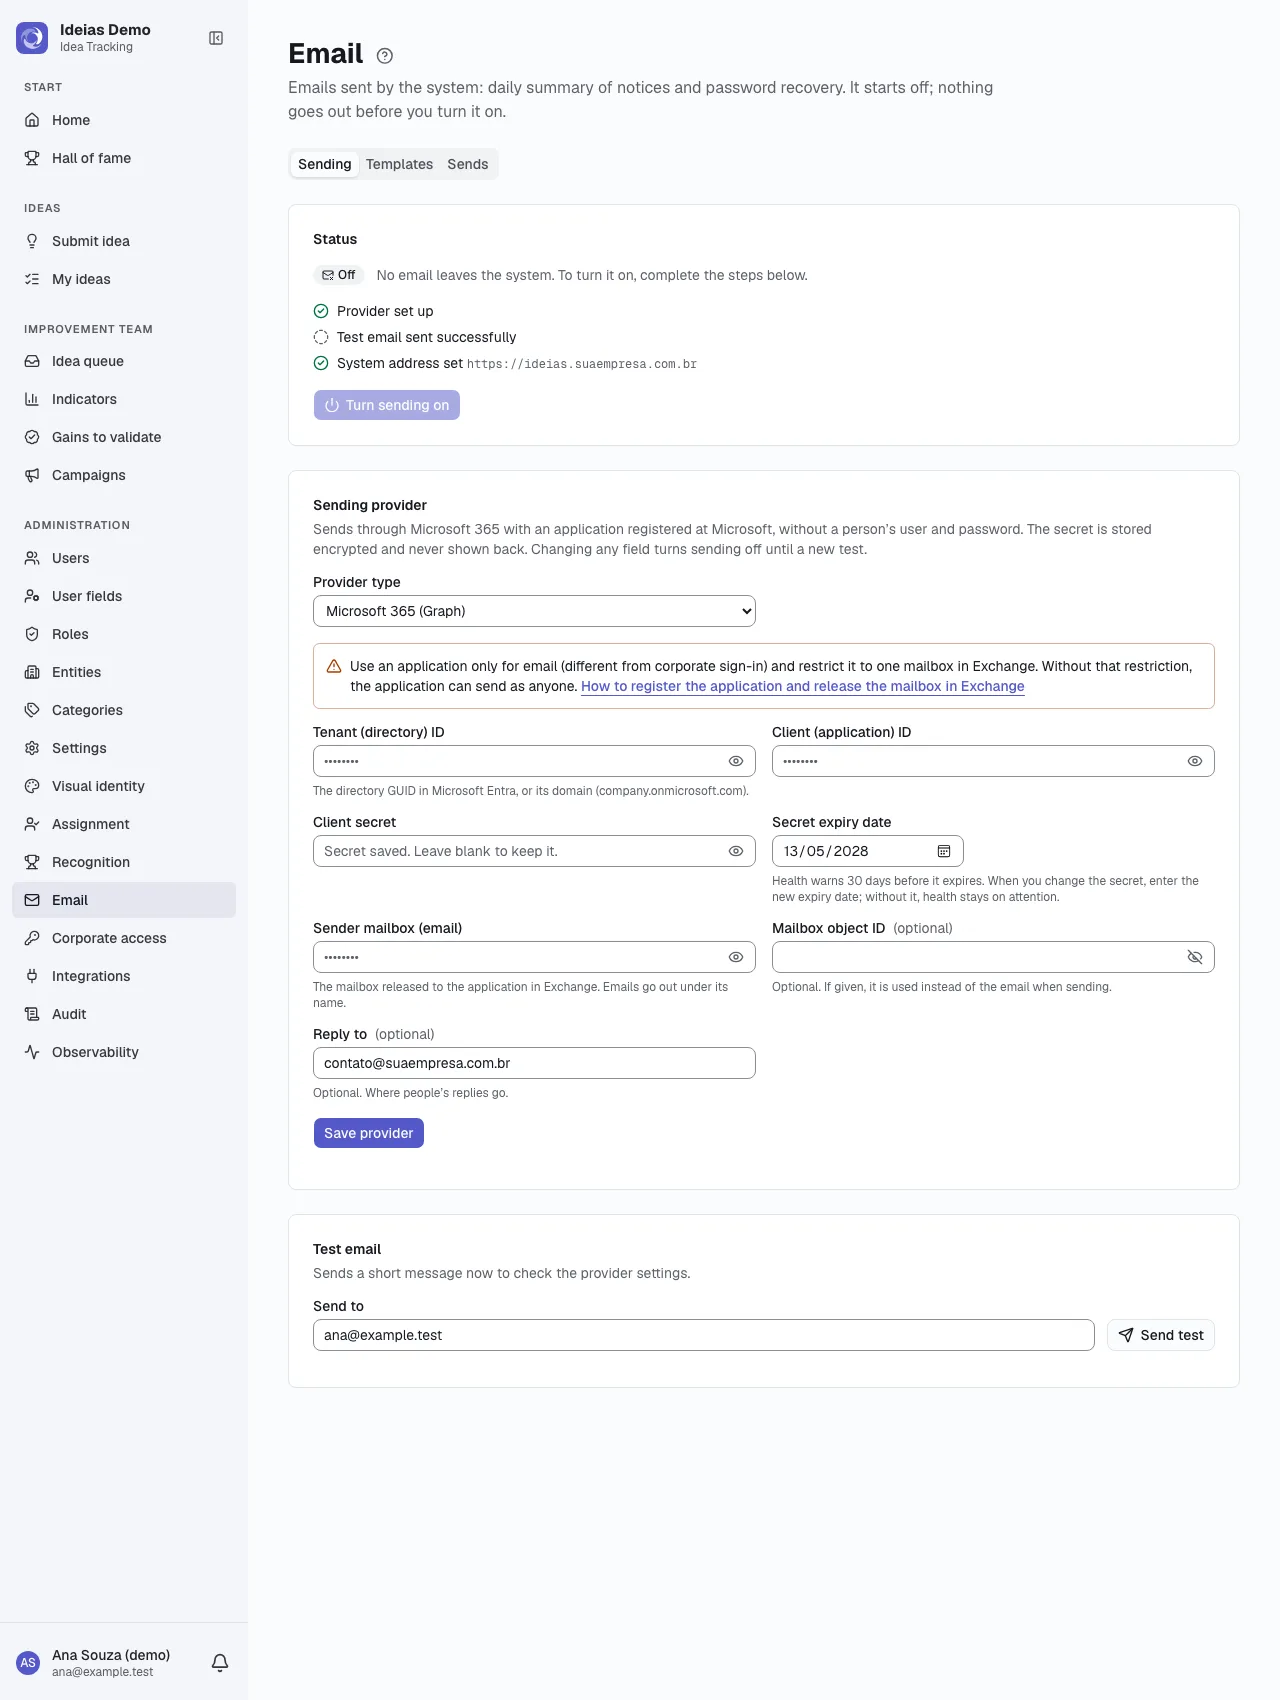 Ideias Demo
Idea Tracking
START
Home
Hall of fame
IDEAS
Submit idea
My ideas
IMPROVEMENT TEAM
Idea queue
Indicators
Gains to validate
Campaigns
ADMINISTRATION
Users
User fields
Roles
Entities
Categories
Settings
Visual identity
Assignment
Recognition
Email
Corporate access
Integrations
Audit
Observability
AS
Ana Souza (demo)
ana@example.test
Email
Emails sent by the system: daily summary of notices and password recovery. It starts off; nothing
goes out before you turn it on.
Sending Templates Sends
Status
Off No email leaves the system. To turn it on, complete the steps below.
Provider set up
Test email sent successfully
System address set https://ideias.suaempresa.com.br
Turn sending on
Sending provider
Sends through Microsoft 365 with an application registered at Microsoft, without a person's user and password. The secret is stored
encrypted and never shown back. Changing any field turns sending off until a new test.
Provider type
Microsoft 365 (Graph)
Use an application only for email (different from corporate sign-in) and restrict it to one mailbox in Exchange. Without that restriction,
the application can send as anyone. How to register the application and release the mailbox in Exchange
Tenant (directory) ID
••••••••
The directory GUID in Microsoft Entra, or its domain (company.onmicrosoft.com).
Client (application) ID
••••••••
Client secret
Secret saved. Leave blank to keep it.
Secret expiry date
13/05/2028
Health warns 30 days before it expires. When you change the secret, enter the
new expiry date; without it, health stays on attention.
Sender mailbox (email)
••••••••
The mailbox released to the application in Exchange. Emails go out under its
name.
Mailbox object ID (optional)
Optional. If given, it is used instead of the email when sending.
Reply to (optional)
contato@suaempresa.com.br
Optional. Where people's replies go.
Save provider
Test email
Sends a short message now to check the provider settings.
Send to
ana@example.test
Send test